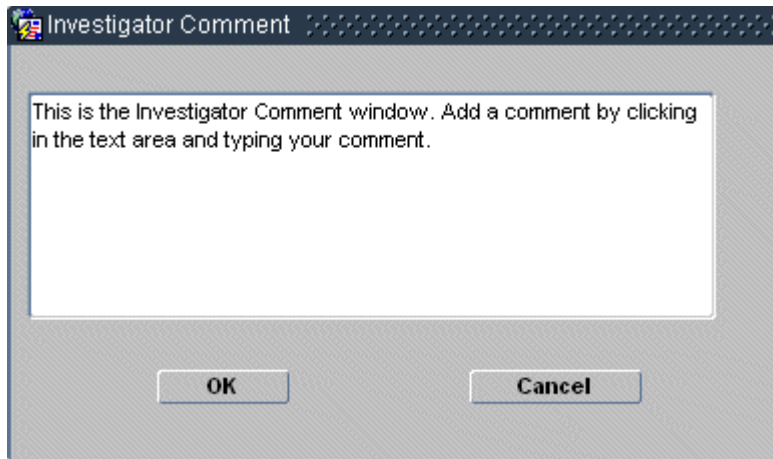 Investigator Comment
This is the Investigator Comment window. Add a comment by clicking
in the text area and typing your comment.
OK
Cancel